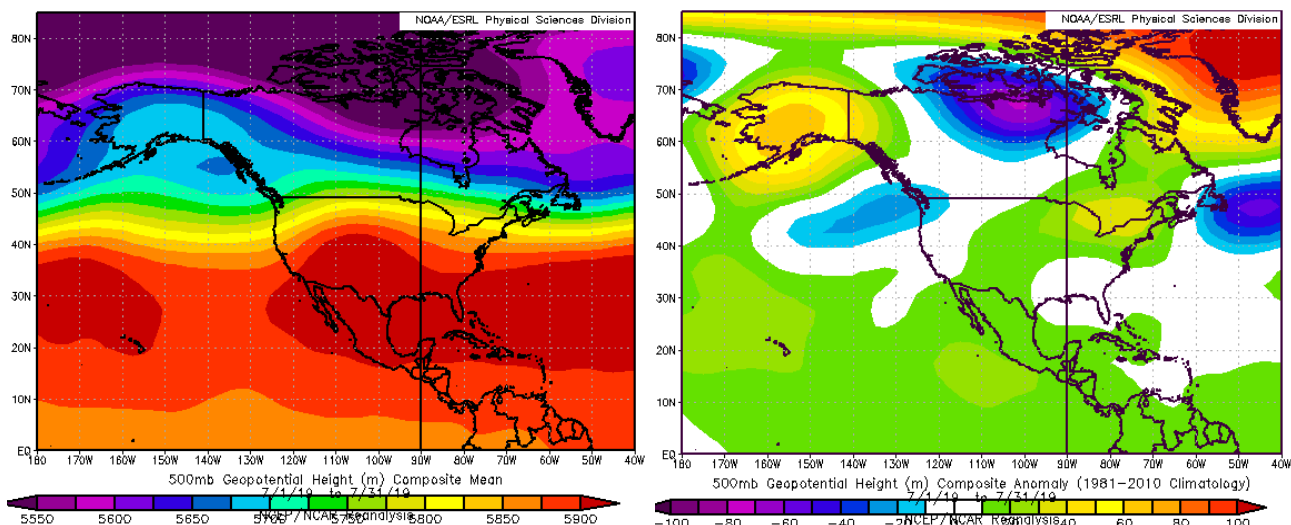 NOAA/ESRL Physical Sciences Division
80N
70N
60N
50N
40N
30N
20N
10N
EQ
180 170W 160W 150W 140W 130W 120W 110W 100W 90W 80W 70W 60W 50W 40W
500mb Geopotential Height (m) Composite Mean
7/1/19 to 7/31/19
NCEP/NCAR Reanalysis
5550 5600 5650 5700 5750 5800 5850 5900
NOAA/ESRL Physical Sciences Division
80N
70N
60N
50N
40N
30N
20N
10N
EQ
180 170W 160W 150W 140W 130W 120W 110W 100W 90W 80W 70W 60W 50W 40W
500mb Geopotential Height (m) Composite Anomaly (1981-2010 Climatology)
7/1/19 to 7/31/19
NCEP/NCAR Reanalysis
-100 -80 -60 -40 40 60 80 100